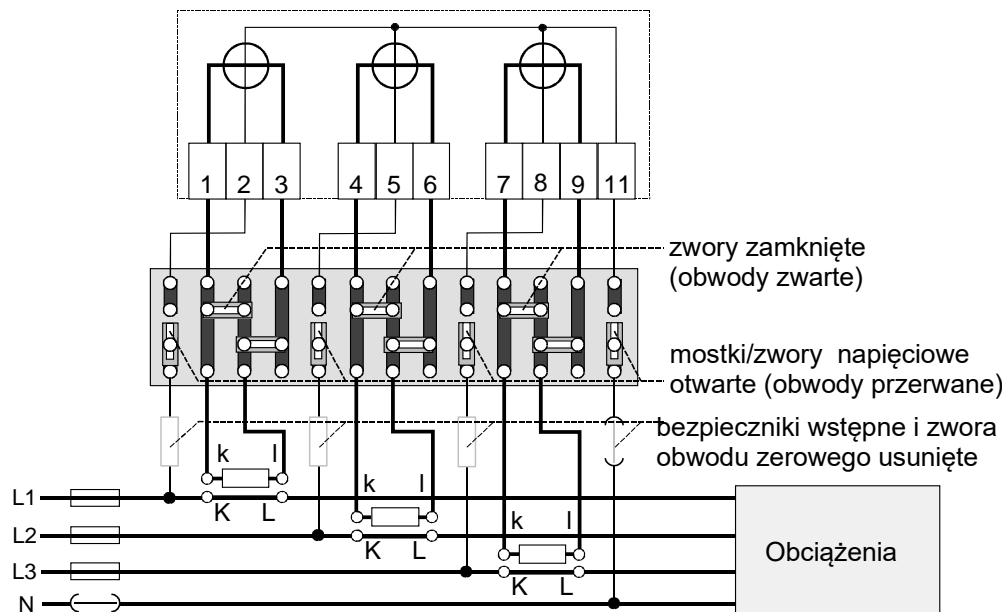 1 2 3 4 5 6 7 8 9 11
zwory zamknięte
(obwody zwarte)
mostki/zwory napięciowe
otwarte (obwody przerwane)
bezpieczniki wstępne i zwora
obwodu zerowego usunięte
k l
K L
k l
K L
k l
K L
L1
L2
L3
N
Obciążenia